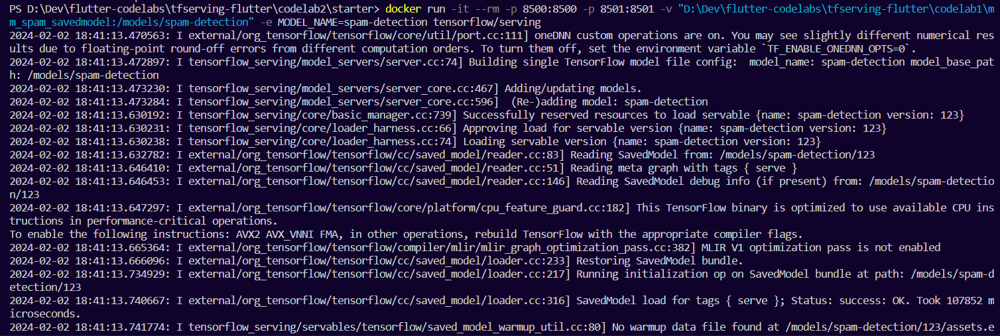 PS D:\Dev\flutter-codelabs\tfserving-flutter\codelab2\starter> docker run -it --rm -p 8500:8500 -p 8501:8501 -v "D:\Dev\flutter-codelabs\tfserving-flutter\codelab1\m
m_spam_savedmodel:/models/spam-detection" -e MODEL_NAME=spam-detection tensorflow/serving
2024-02-02 18:41:13.470563: I external/org_tensorflow/tensorflow/core/util/port.cc:111] oneDNN custom operations are on. You may see slightly different numerical res
ults due to floating-point round-off errors from different computation orders. To turn them off, set the environment variable `TF_ENABLE_ONEDNN_OPTS=0`.
2024-02-02 18:41:13.472897: I tensorflow_serving/model_servers/server.cc:74] Building single TensorFlow model file config:  model_name: spam-detection model_base_pat
h: /models/spam-detection
2024-02-02 18:41:13.473230: I tensorflow_serving/model_servers/server_core.cc:467] Adding/updating models.
2024-02-02 18:41:13.473284: I tensorflow_serving/model_servers/server_core.cc:596]  (Re-)adding model: spam-detection
2024-02-02 18:41:13.630192: I tensorflow_serving/core/basic_manager.cc:739] Successfully reserved resources to load servable {name: spam-detection version: 123}
2024-02-02 18:41:13.630231: I tensorflow_serving/core/loader_harness.cc:66] Approving load for servable version {name: spam-detection version: 123}
2024-02-02 18:41:13.630238: I tensorflow_serving/core/loader_harness.cc:74] Loading servable version {name: spam-detection version: 123}
2024-02-02 18:41:13.632782: I external/org_tensorflow/tensorflow/cc/saved_model/reader.cc:83] Reading SavedModel from: /models/spam-detection/123
2024-02-02 18:41:13.646410: I external/org_tensorflow/tensorflow/cc/saved_model/reader.cc:51] Reading meta graph with tags { serve }
2024-02-02 18:41:13.646453: I external/org_tensorflow/tensorflow/cc/saved_model/reader.cc:146] Reading SavedModel debug info (if present) from: /models/spam-detectio
n/123
2024-02-02 18:41:13.647297: I external/org_tensorflow/tensorflow/core/platform/cpu_feature_guard.cc:182] This TensorFlow binary is optimized to use available CPU ins
tructions in performance-critical operations.
To enable the following instructions: AVX2 AVX_VNNI FMA, in other operations, rebuild TensorFlow with the appropriate compiler flags.
2024-02-02 18:41:13.665364: I external/org_tensorflow/tensorflow/compiler/mlir/mlir_graph_optimization_pass.cc:382] MLIR V1 optimization pass is not enabled
2024-02-02 18:41:13.666096: I external/org_tensorflow/tensorflow/cc/saved_model/loader.cc:233] Restoring SavedModel bundle.
2024-02-02 18:41:13.734929: I external/org_tensorflow/tensorflow/cc/saved_model/loader.cc:217] Running initialization op on SavedModel bundle at path: /models/spam-d
etection/123
2024-02-02 18:41:13.740667: I external/org_tensorflow/tensorflow/cc/saved_model/loader.cc:316] SavedModel load for tags { serve }; Status: success: OK. Took 107852 m
icroseconds.
2024-02-02 18:41:13.741774: I tensorflow_serving/servables/tensorflow/saved_model_warmup_util.cc:80] No warmup data file found at /models/spam-detection/123/assets.e